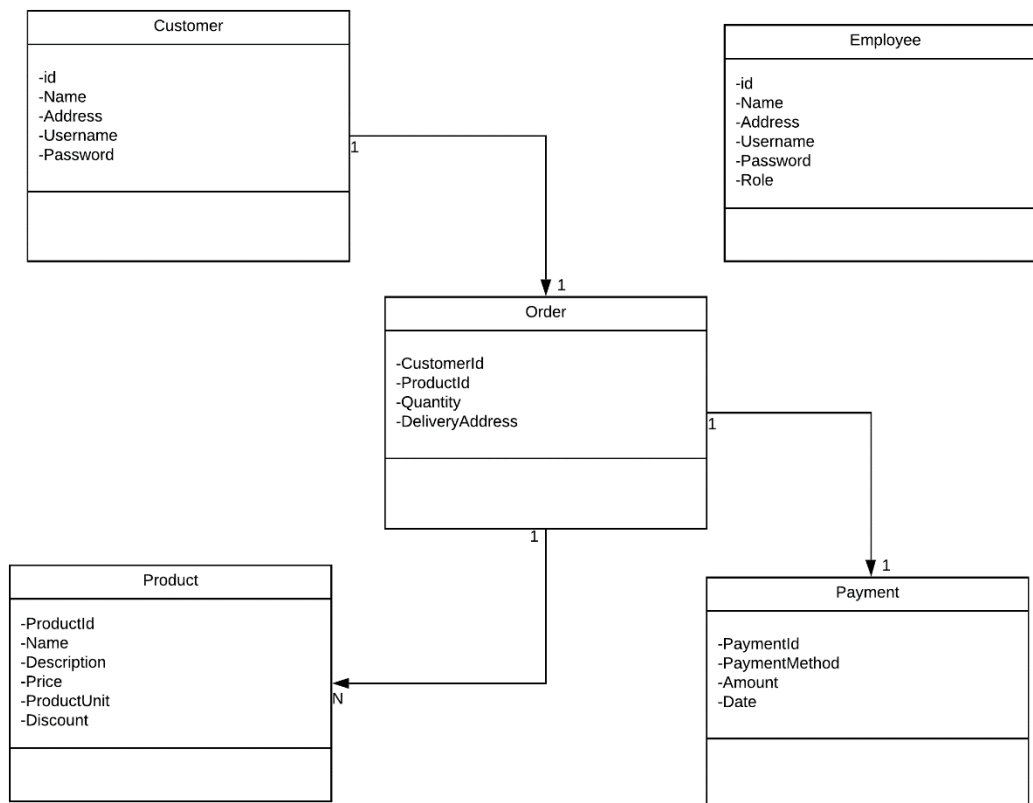 Customer
-id
-Name
-Address
-Username
-Password
1
Employee
-id
-Name
-Address
-Username
-Password
-Role
1
Order
-CustomerId
-ProductId
-Quantity
-DeliveryAddress
1
1
Product
-ProductId
-Name
-Description
-Price
-ProductUnit
-Discount
N
1
Payment
-PaymentId
-PaymentMethod
-Amount
-Date